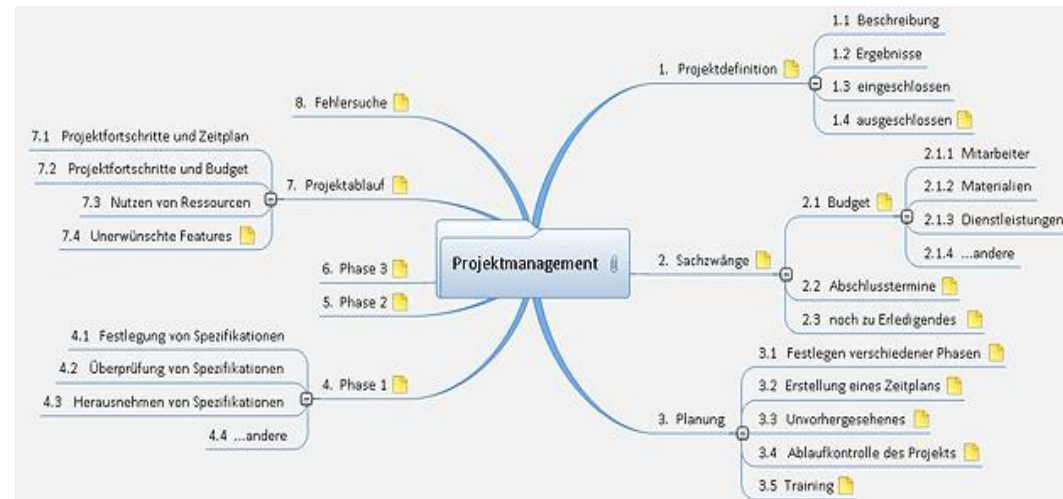 Projektmanagement
1. Projektdefinition
1.1 Beschreibung
1.2 Ergebnisse
1.3 eingeschlossen
1.4 ausgeschlossen
2. Sachzwänge
2.1 Budget
2.1.1 Mitarbeiter
2.1.2 Materialien
2.1.3 Dienstleistungen
2.1.4 ...andere
2.2 Abschlusstermine
2.3 noch zu Erledigendes
3. Planung
3.1 Festlegen verschiedener Phasen
3.2 Erstellung eines Zeitplans
3.3 Unvorhergesehenes
3.4 Ablaufkontrolle des Projekts
3.5 Training
4. Phase 1
4.1 Festlegung von Spezifikationen
4.2 Überprüfung von Spezifikationen
4.3 Herausnehmen von Spezifikationen
4.4 ...andere
5. Phase 2
6. Phase 3
7. Projektablauf
7.1 Projektfortschritte und Zeitplan
7.2 Projektfortschritte und Budget
7.3 Nutzen von Ressourcen
7.4 Unerwünschte Features
8. Fehlersuche